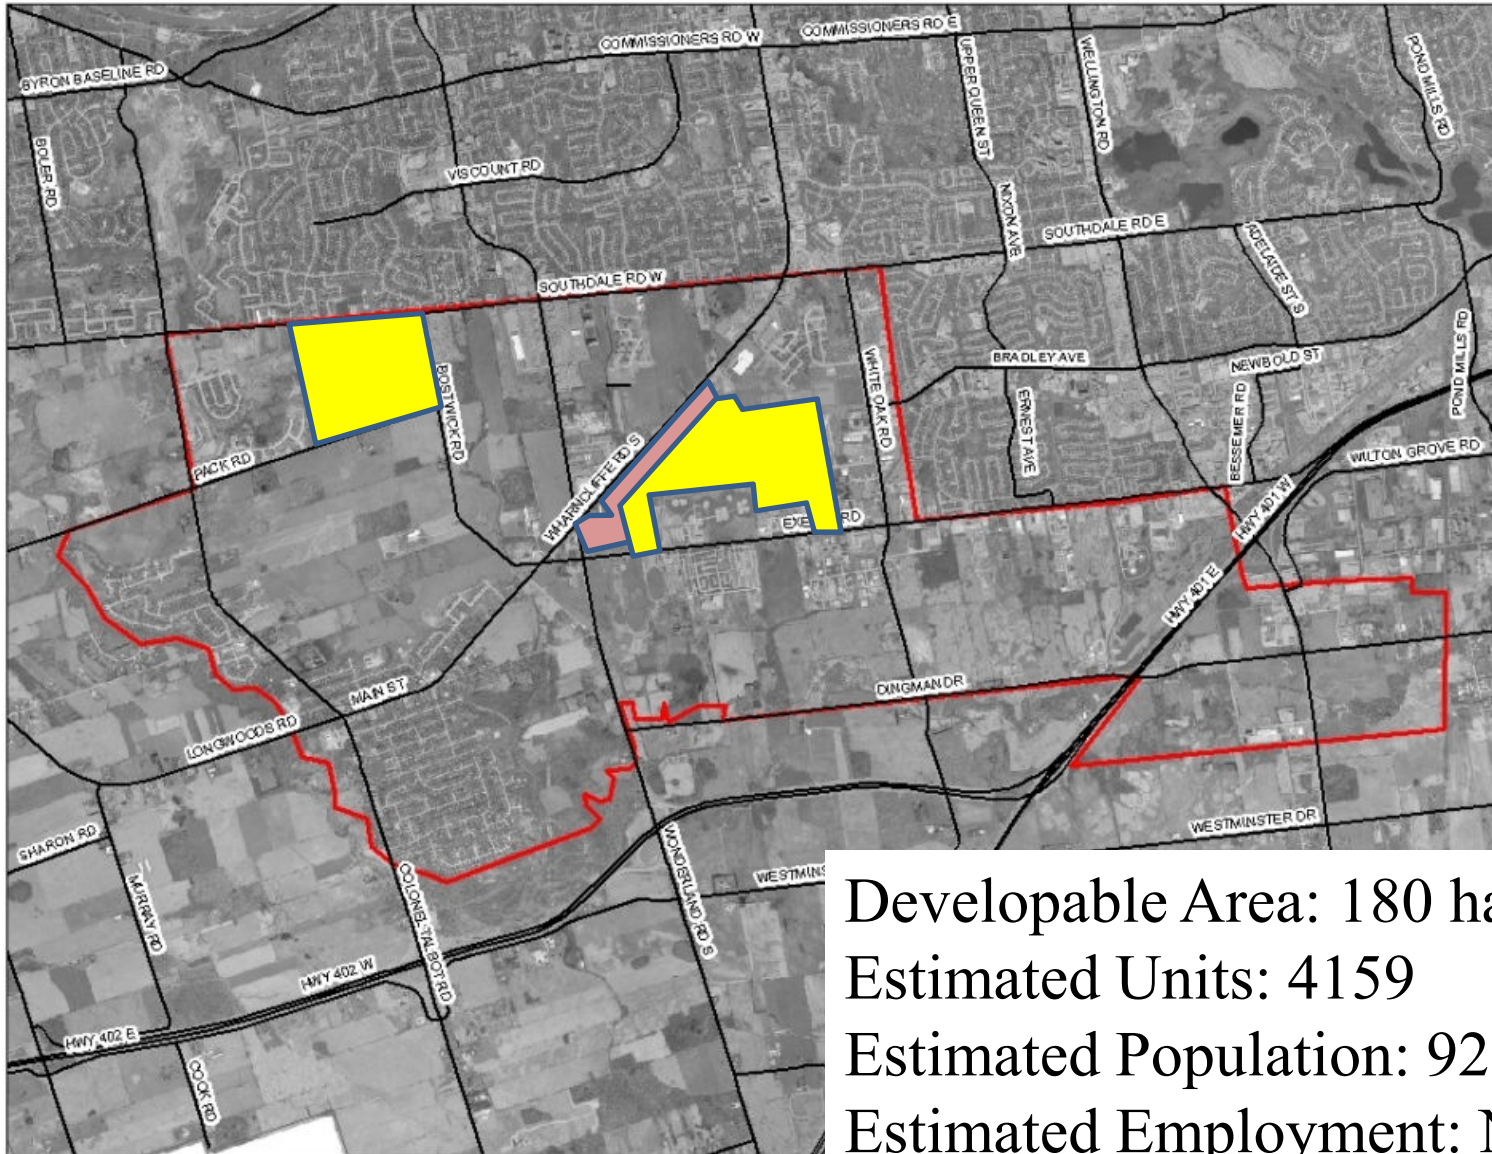 COMMISSIONERS RD W
COMMISSIONERS RD E
BYRON BASELINE RD
UPPER QUEEN ST
WELLINGTON RD
POND MILLS RD
BOLER RD
VISCOUNT RD
NIXON AVE
SOUTHDALE RD E
ADELAIDE ST S
SOUTHDALE RD W
BRADLEY AVE
NEWBOLD ST
POND MILLS RD
WHITE OAK RD
BOSTWICK RD
ERNEST AVE
BESSEMER RD
WILTON GROVE RD
PACK RD
WHARNCLIFFE RD S
HWY 401 W
EXE RD
HWY 401 E
MAIN ST
DINGMAN DR
LONGWOODS RD
SHARON RD
WESTMINSTER DR
WONDERLAND RD S
WESTMINS
MURRAY RD
COLONEL TALBOT RD
HWY 402 W
HWY 402 E
COOK RD
Developable Area: 180 ha
Estimated Units: 4159
Estimated Population: 92
Estimated Employment: N